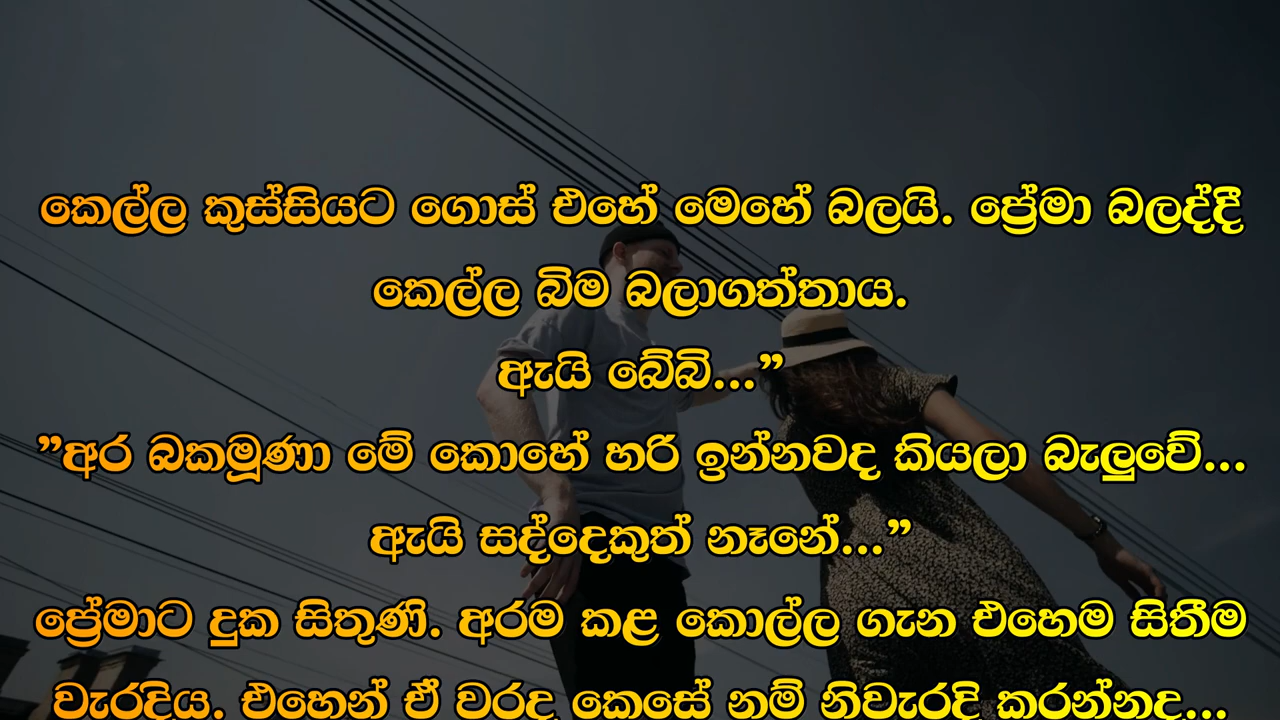 කෙල්ල කුස්සියට ගොස් එහේ මෙහේ බලයි. ප්‍රේමා බලද්දී
කෙල්ල බිම බලාගත්තාය.
ඇයි බේබි...”
”අර බකමූණා මේ කොහේ හරි ඉන්නවද කියලා බැලුවේ...
ඇයි සද්දෙකුත් නෑනේ...”
ප්‍රේමාට දුක සිතුණි. අරම කළ කොල්ල ගැන එහෙම සිතීම
වැරදිය. එහෙන් ඒ වරද කෙසේ නම් නිවැරදි කරන්නද...